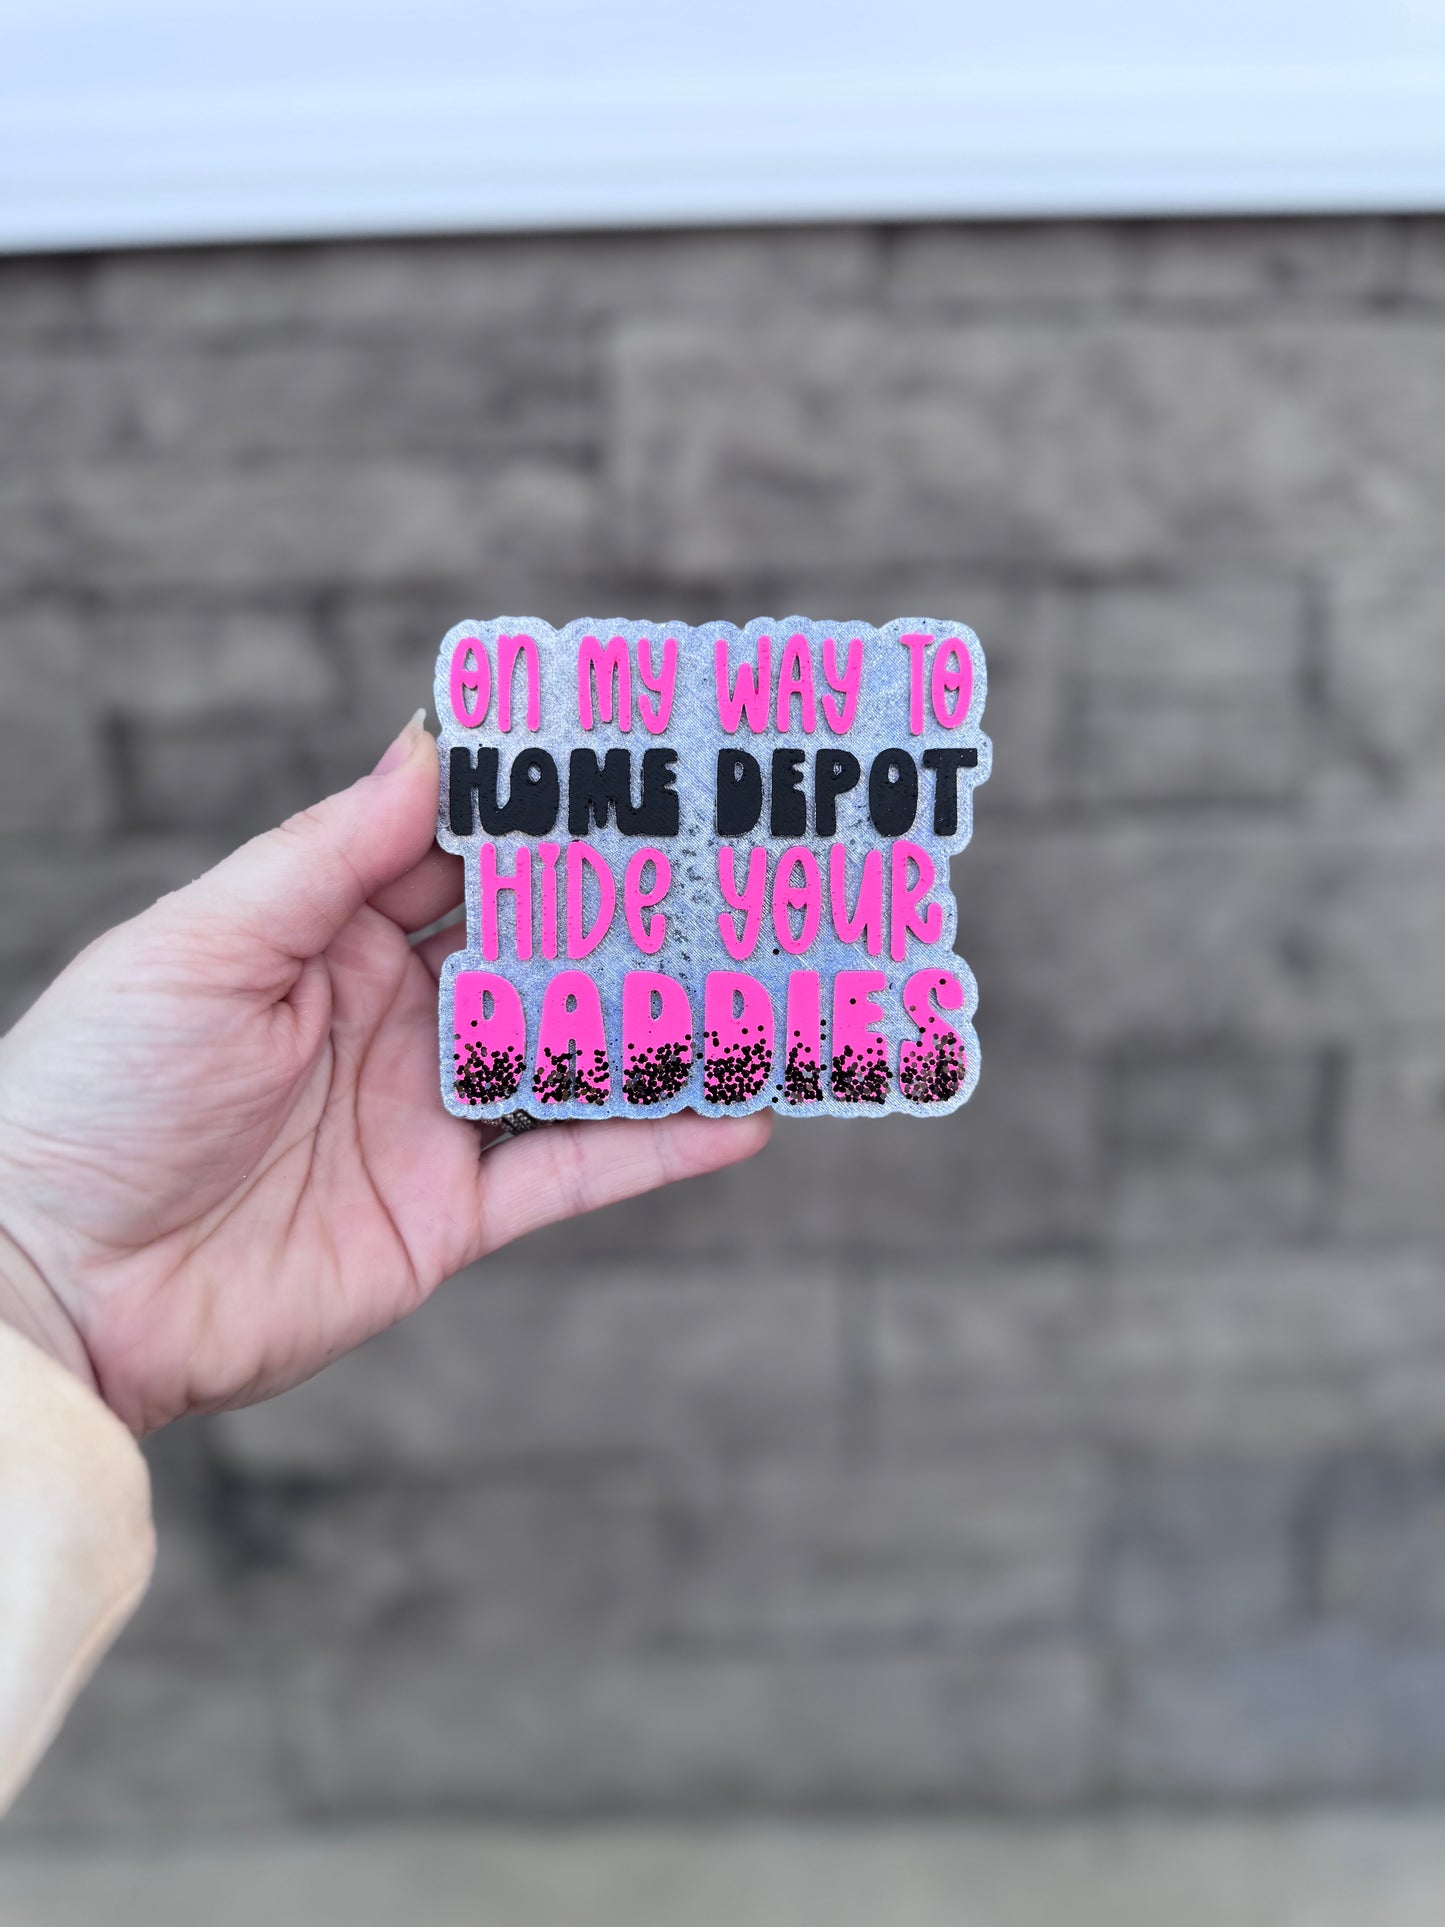 ON MY WAY TO
HOME DEPOT
HIDE YOUR
DADDIES